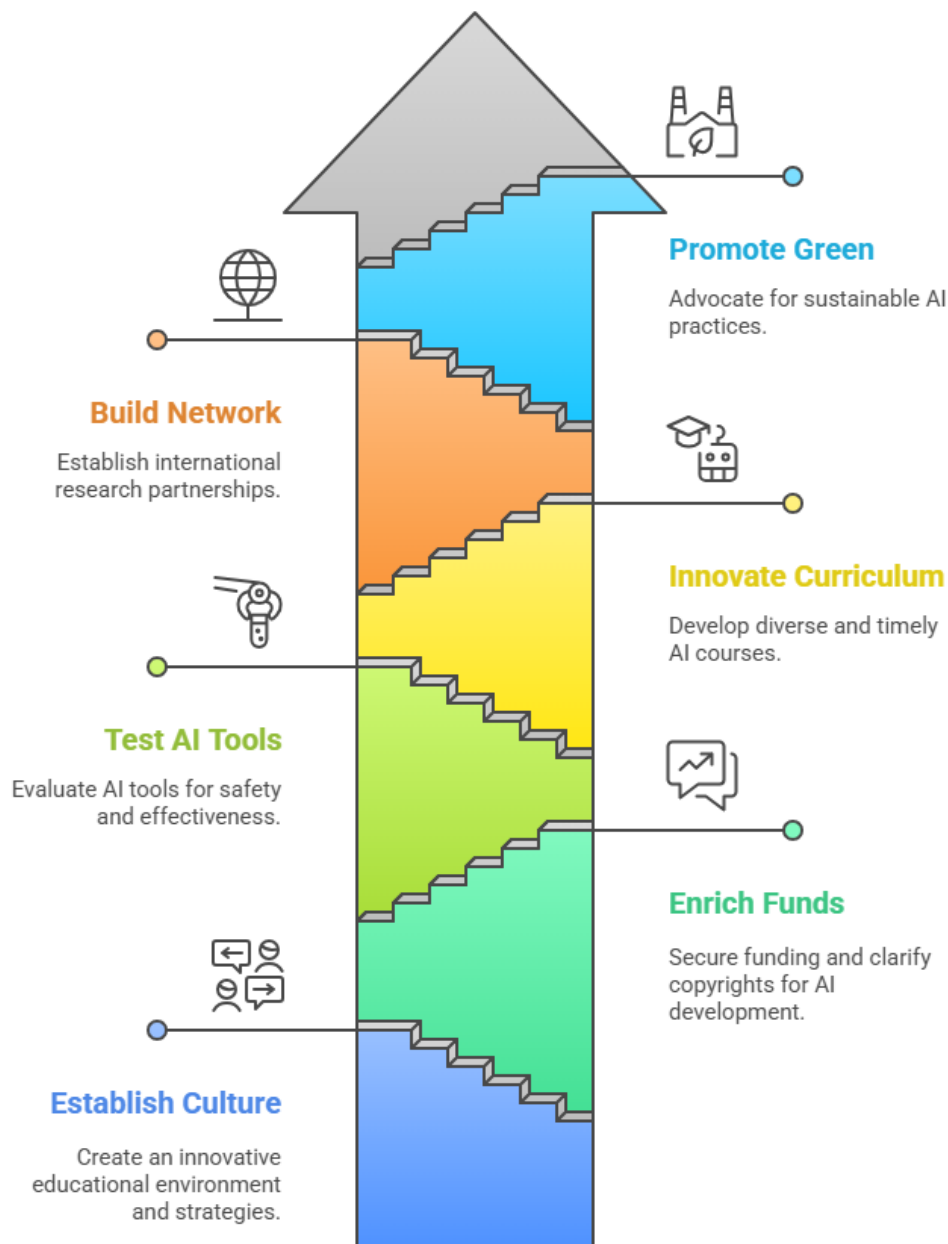 Promote Green
Advocate for sustainable AI
practices.
Build Network
Establish international
research partnerships.
Innovate Curriculum
Develop diverse and timely
AI courses.
Test AI Tools
Evaluate AI tools for safety
and effectiveness.
Enrich Funds
Secure funding and clarify
copyrights for AI
development.
Establish Culture
Create an innovative
educational environment
and strategies.